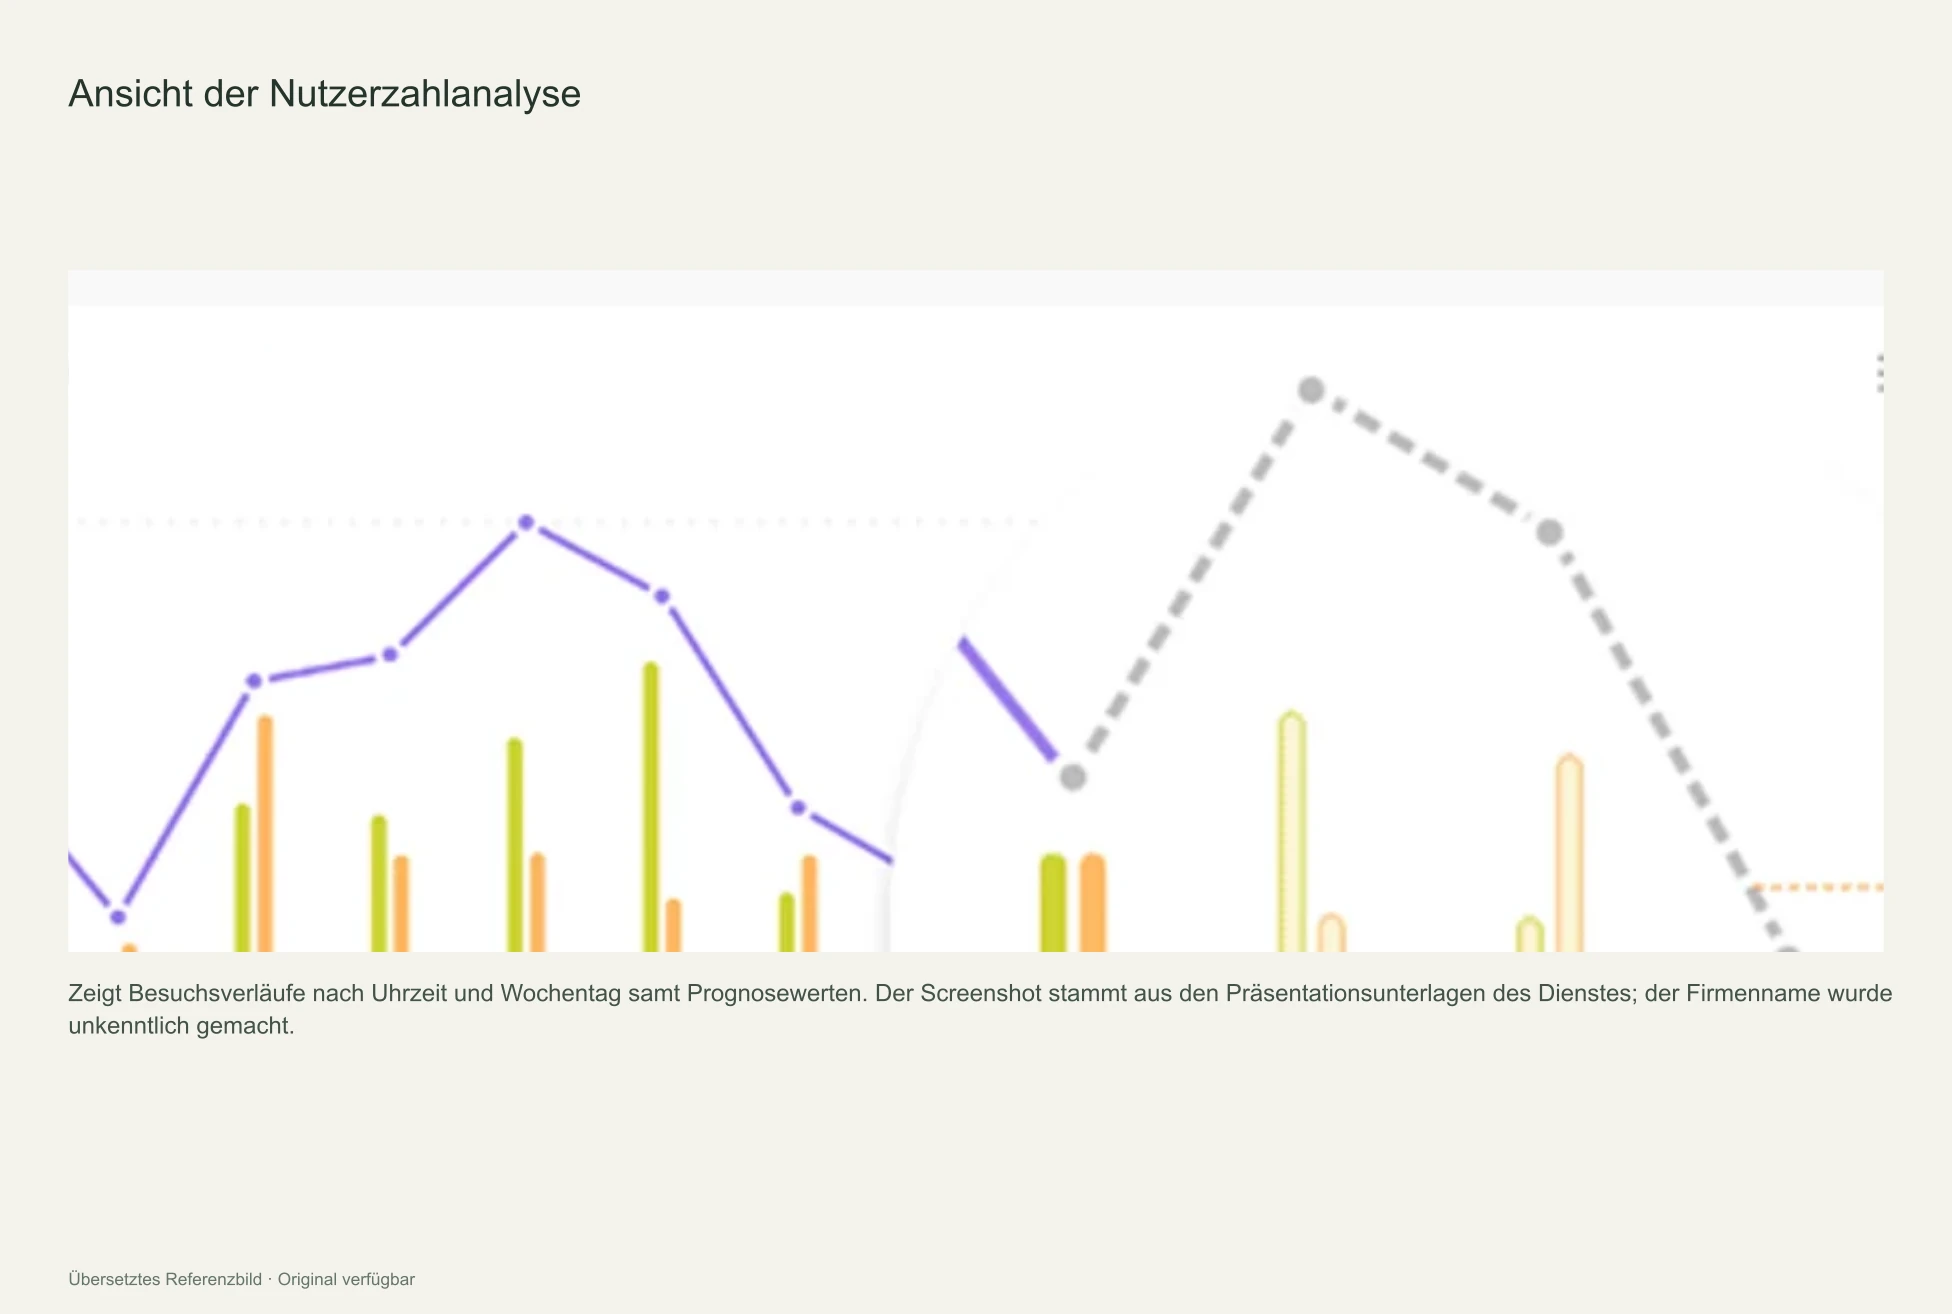 Ansicht der Nutzerzahlanalyse
Zeigt Besuchsverläufe nach Uhrzeit und Wochentag samt Prognosewerten. Der Screenshot stammt aus den Präsentationsunterlagen des Dienstes; der Firmenname wurde
unkenntlich gemacht.
Übersetztes Referenzbild · Original verfügbar